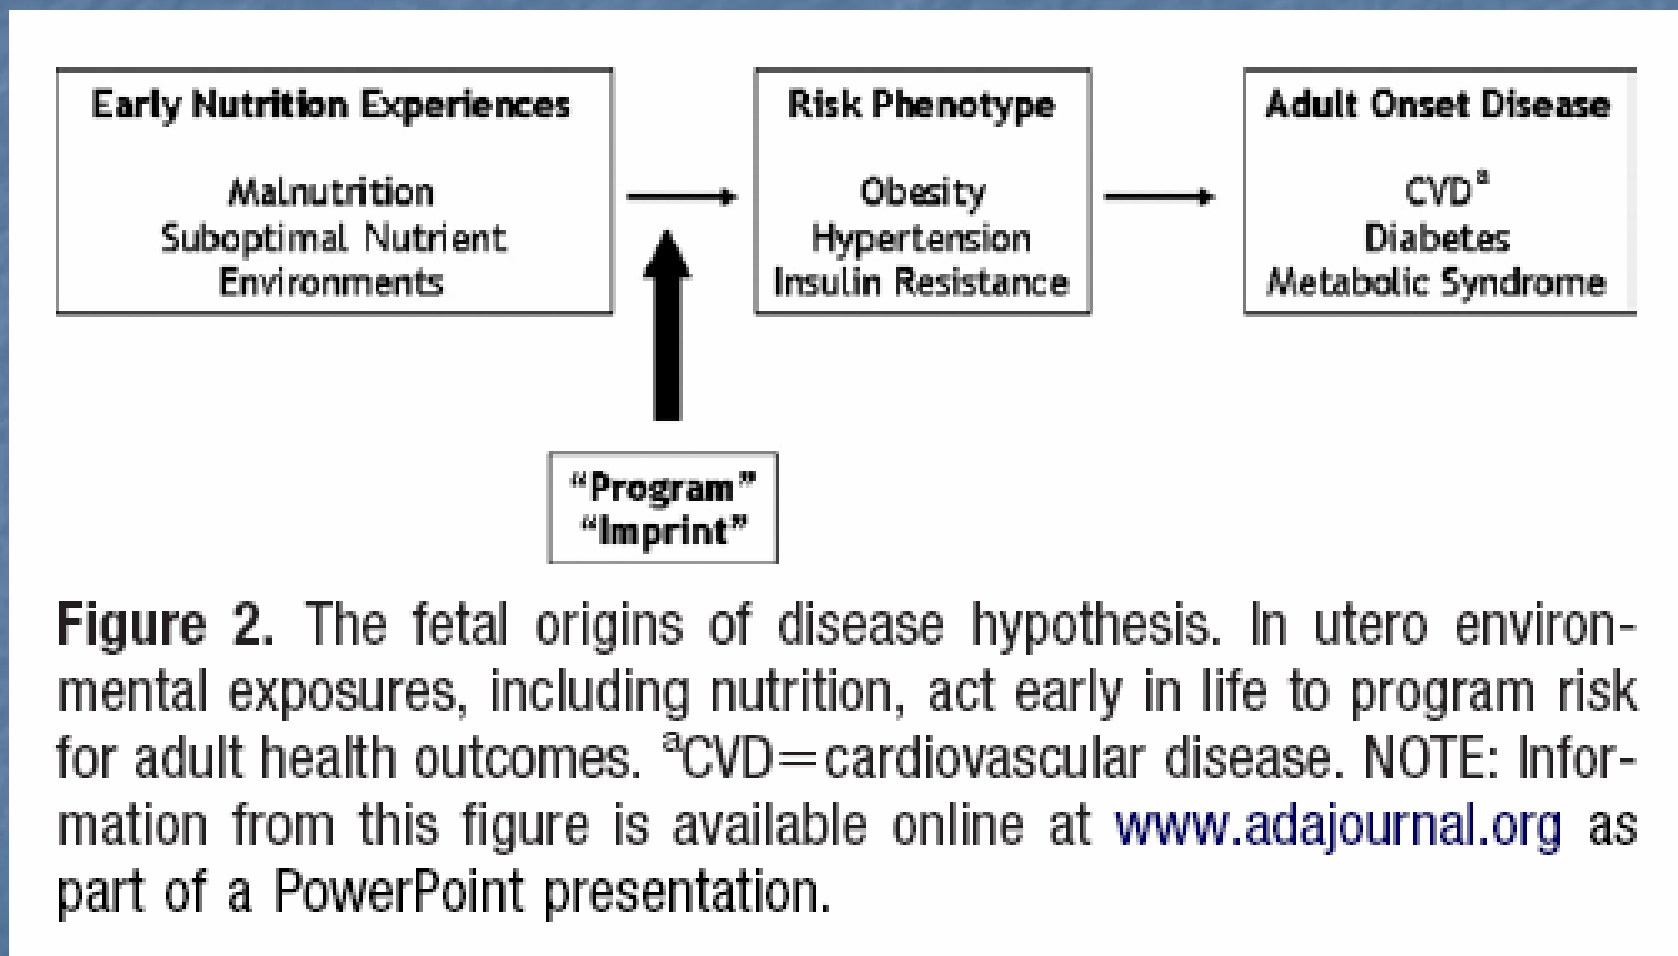 Early Nutrition Experiences
Malnutrition
Suboptimal Nutrient
Environments
Risk Phenotype
Obesity
Hypertension
Insulin Resistance
Adult Onset Disease
CVDᵃ
Diabetes
Metabolic Syndrome
“Program”
“Imprint”
Figure 2. The fetal origins of disease hypothesis. In utero environ-
mental exposures, including nutrition, act early in life to program risk
for adult health outcomes. ᵃCVD=cardiovascular disease. NOTE: Infor-
mation from this figure is available online at www.adajournal.org as
part of a PowerPoint presentation.